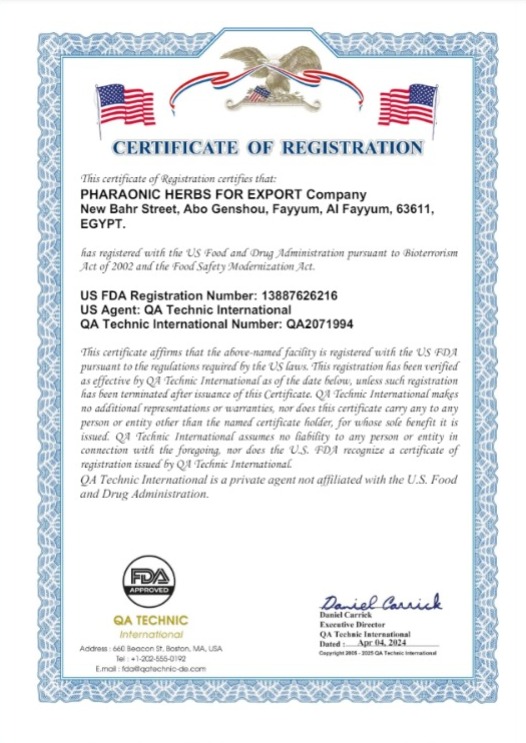 CERTIFICATE OF REGISTRATION
This certificate of Registration certifies that:
PHARAONIC HERBS FOR EXPORT Company
New Bahr Street, Abo Genshou, Fayyum, Al Fayyum, 63611,
EGYPT.
has registered with the US Food and Drug Administration pursuant to Bioterrorism
Act of 2002 and the Food Safety Modernization Act.
US FDA Registration Number: 13887626216
US Agent: QA Technic International
QA Technic International Number: QA2071994
This certificate affirms that the above-named facility is registered with the US FDA
pursuant to the regulations required by the US laws. This registration has been verified
as effective by QA Technic International as of the date below, unless such registration
has been terminated after issuance of this Certificate. QA Technic International makes
no additional representations or warranties, nor does this certificate carry any to any
person or entity other than the named certificate holder, for whose sole benefit it is
issued. QA Technic International assumes no liability to any person or entity in
connection with the foregoing, nor does the U.S. FDA recognize a certificate of
registration issued by QA Technic International.
QA Technic International is a private agent not affiliated with the U.S. Food
and Drug Administration.
FDA
APPROVED
QA TECHNIC
International
Address : 660 Beacon St, Boston, MA, USA
Tel : +1-202-555-0192
E.mail : fda@qatechnic-de.com
Daniel Carrick
Daniel Carrick
Executive Director
QA Technic International
Dated : Apr 04, 2024
Copyright 2005 - 2025 QA Technic International